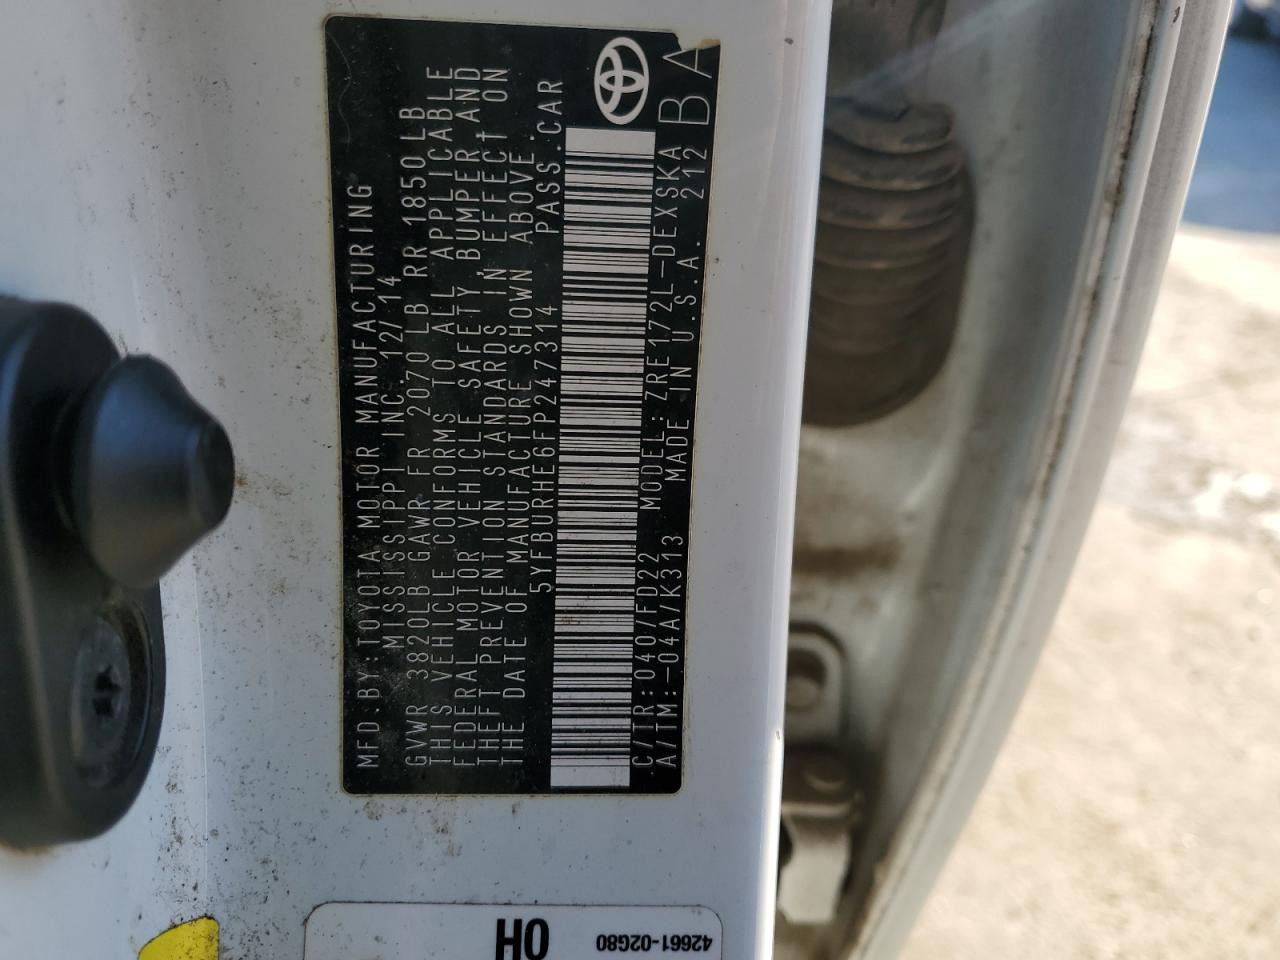 MFD.BY:TOYOTA MOTOR MANUFACTURING
MISSISSIPPI INC.12/14
GVWR 3820LB GAWR FR 2070LB RR 1850LB
THIS VEHICLE CONFORMS TO ALL APPLICABLE
FEDERAL MOTOR VEHICLE SAFETY,BUMPER,AND
THEFT PREVENTION STANDARDS IN EFFECT ON
THE DATE OF MANUFACTURE SHOWN ABOVE.
5YFBURHE6FP247314 PASS.CAR
C/TR:040/FD22 MODEL:ZRE172L-DEXSKA
A/TM:-04A/K313 MADE IN U.S.A. 212
BA
0H
42661-02G80